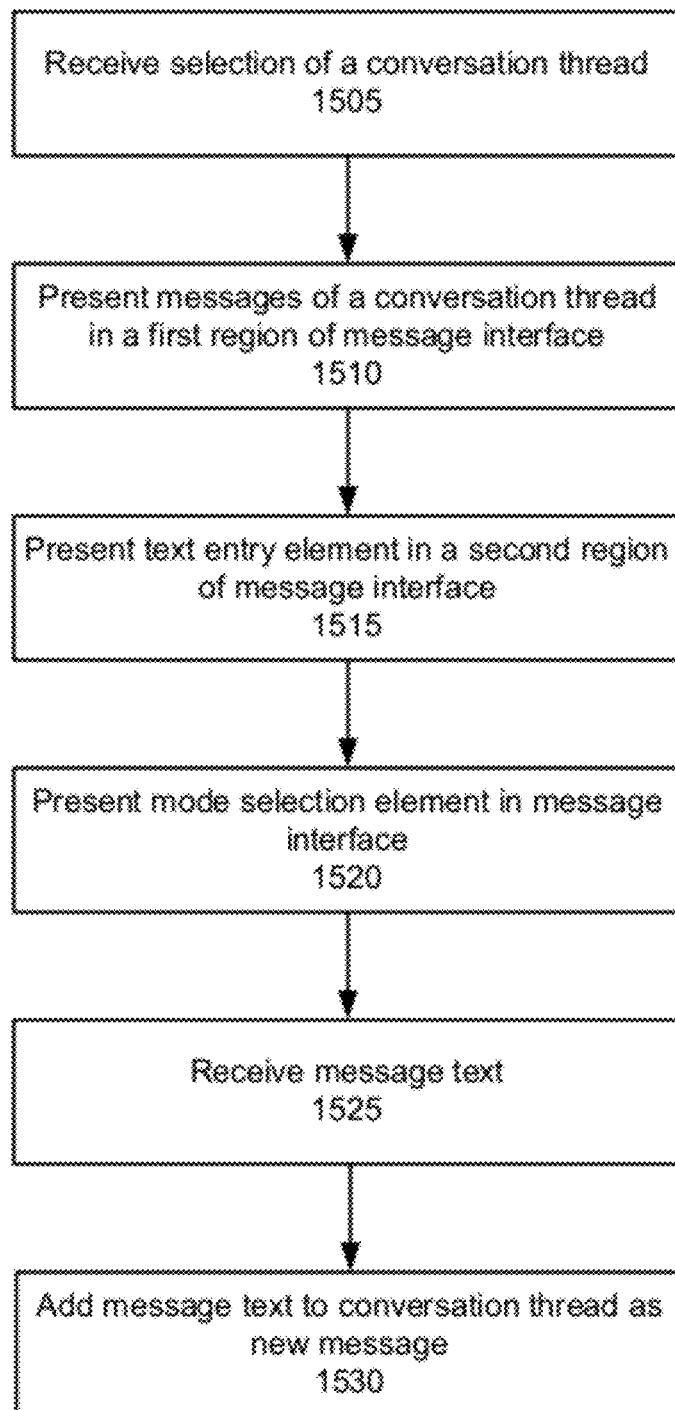 Receive selection of a conversation thread
1505
Present messages of a conversation thread
in a first region of message interface
1510
Present text entry element in a second region
of message interface
1515
Present mode selection element in message
interface
1520
Receive message text
1525
Add message text to conversation thread as
new message
1530